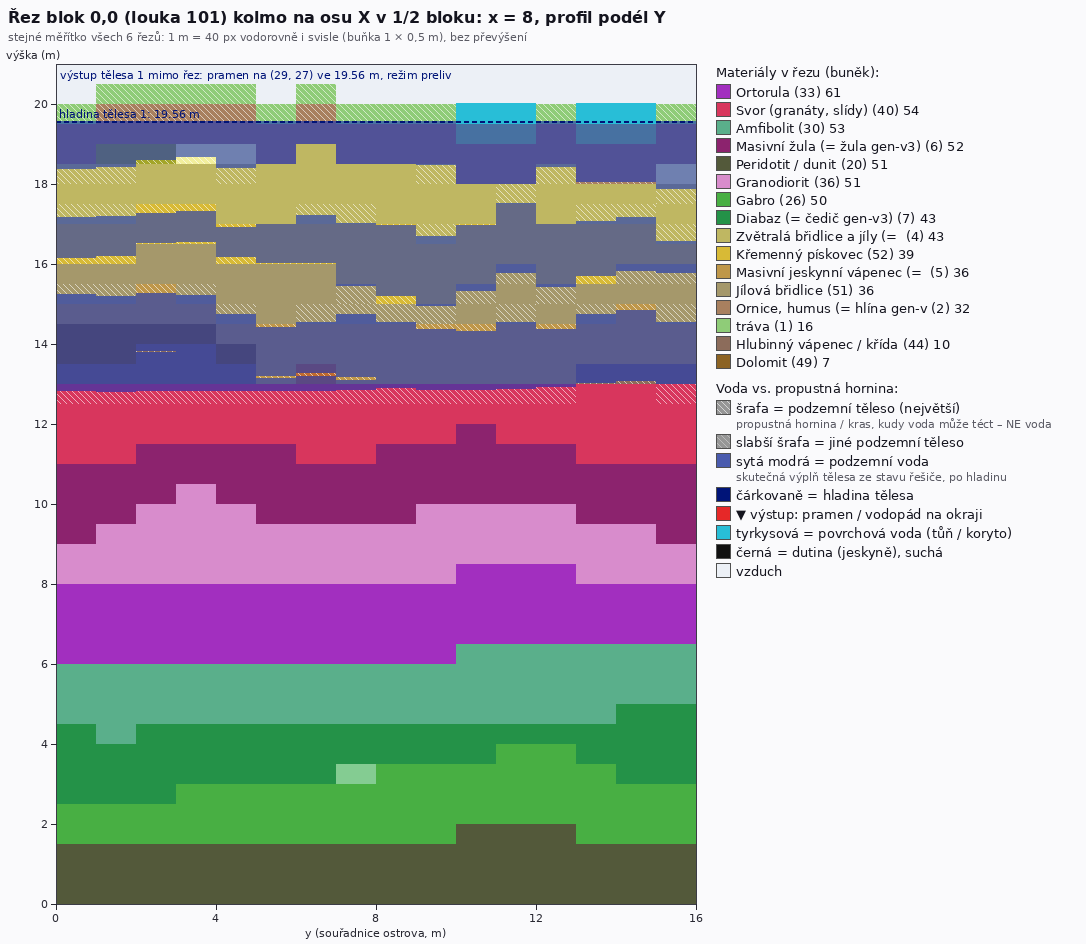 Řez blok 0,0 (louka 101) kolmo na osu X v 1/2 bloku: x = 8, profil podél Y
stejné měřítko všech 6 řezů: 1 m = 40 px vodorovně i svisle (buňka 1 × 0,5 m), bez převýšení
výška (m)
výstup tělesa 1 mimo řez: pramen na (29, 27) ve 19.56 m, režim preliv
hladina tělesa 1: 19.56 m
20
18
16
14
12
10
8
6
4
2
0
0
4
8
12
16
y (souřadnice ostrova, m)
Materiály v řezu (buněk):
Ortorula (33) 61
Svor (granáty, slídy) (40) 54
Amfibolit (30) 53
Masivní žula (= žula gen-v3) (6) 52
Peridotit / dunit (20) 51
Granodiorit (36) 51
Gabro (26) 50
Diabaz (= čedič gen-v3) (7) 43
Zvětralá břidlice a jíly (=  (4) 43
Křemenný pískovec (52) 39
Masivní jeskynní vápenec (=  (5) 36
Jílová břidlice (51) 36
Ornice, humus (= hlína gen-v (2) 32
tráva (1) 16
Hlubinný vápenec / křída (44) 10
Dolomit (49) 7
Voda vs. propustná hornina:
šrafa = podzemní těleso (největší)
propustná hornina / kras, kudy voda může téct – NE voda
slabší šrafa = jiné podzemní těleso
sytá modrá = podzemní voda
skutečná výplň tělesa ze stavu řešiče, po hladinu
čárkovaně = hladina tělesa
▼ výstup: pramen / vodopád na okraji
tyrkysová = povrchová voda (tůň / koryto)
černá = dutina (jeskyně), suchá
vzduch